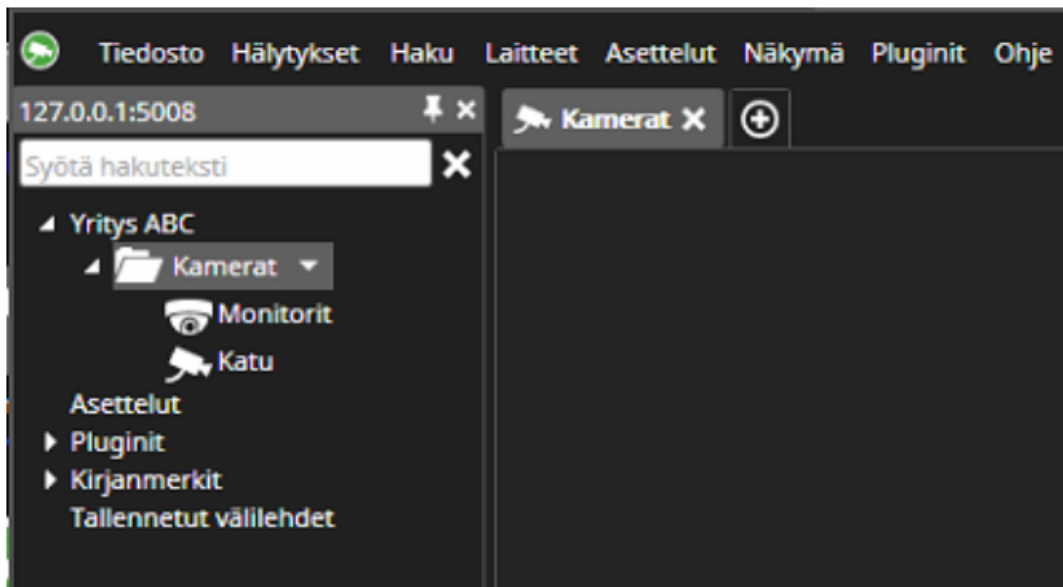 Tiedosto Hälytykset Haku Laitteet Asettelut Näkymä Pluginit Ohje
127.0.0.1:5008
Kamerat
Syötä hakuteksti
Yritys ABC
Kamerat
Monitorit
Katu
Asettelut
Pluginit
Kirjanmerkit
Tallennetut välilehdet